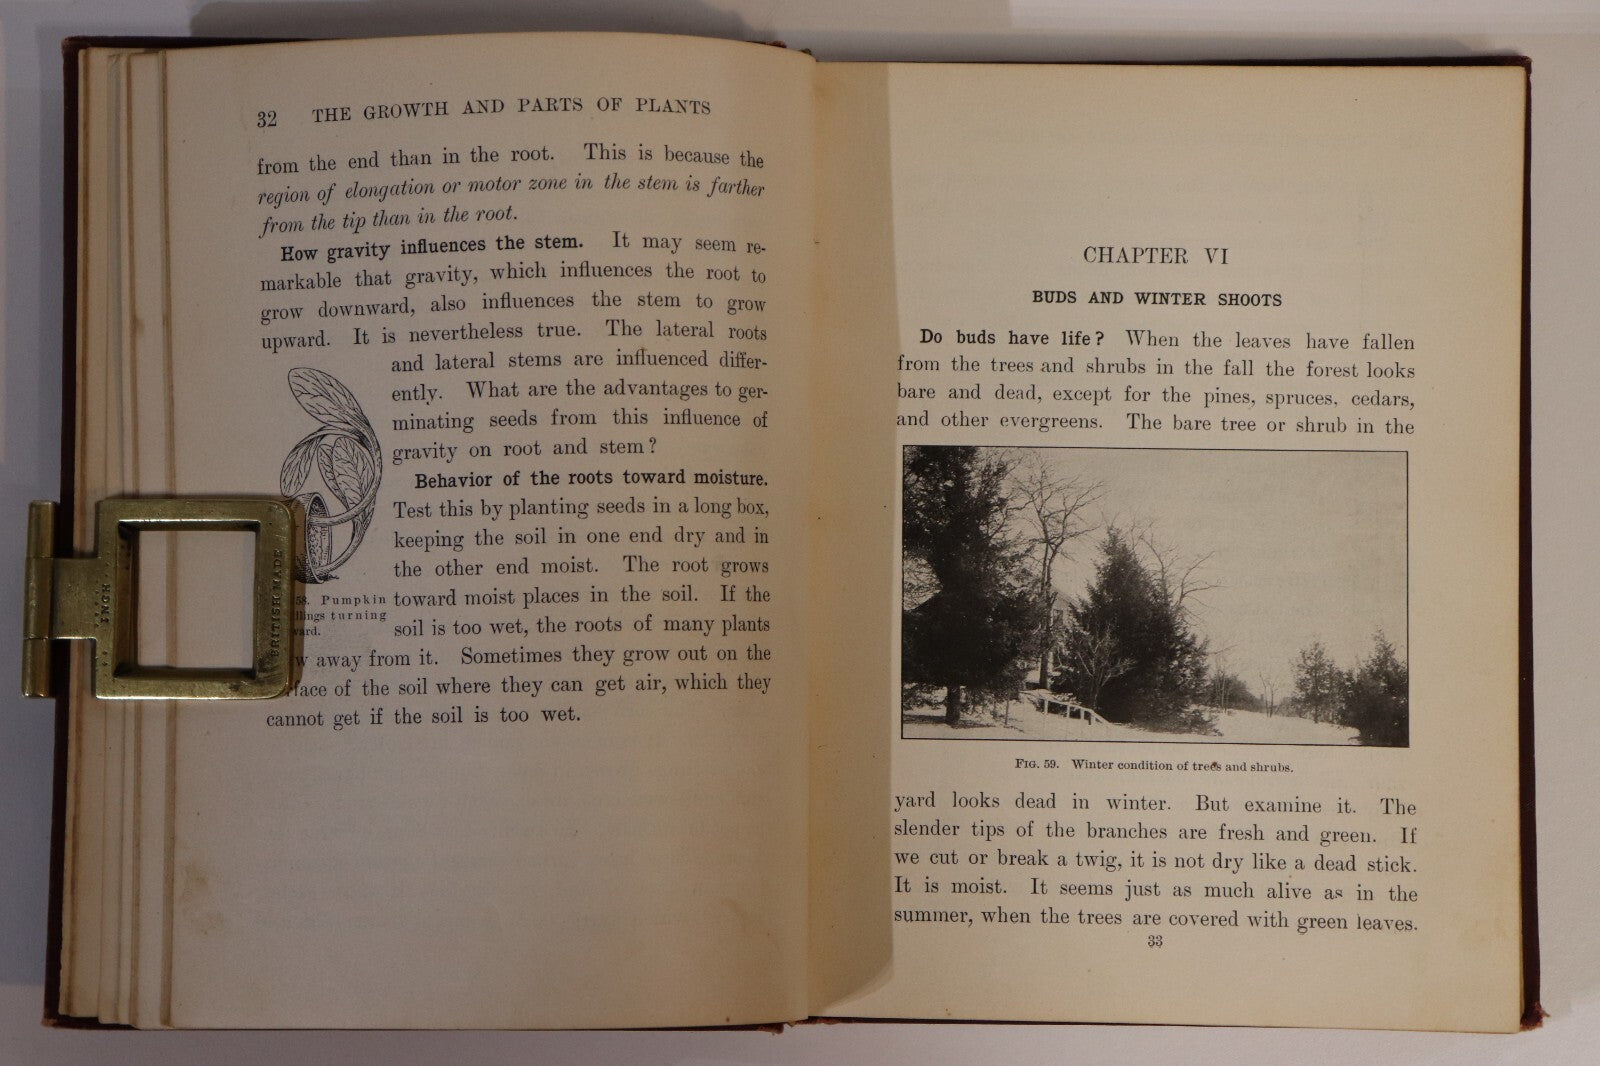 32 THE GROWTH AND PARTS OF PLANTS
from the end than in the root. This is because the
region of elongation or motor zone in the stem is farther
from the tip than in the root.
How gravity influences the stem. It may seem re-
markable that gravity, which influences the root to
grow downward, also influences the stem to grow
upward. It is nevertheless true. The lateral roots
and lateral stems are influenced differ-
ently. What are the advantages to ger-
minating seeds from this influence of
gravity on root and stem?
Behavior of the roots toward moisture.
Test this by planting seeds in a long box,
keeping the soil in one end dry and in
the other end moist. The root grows
toward moist places in the soil. If the
soil is too wet, the roots of many plants
w away from it. Sometimes they grow out on the
face of the soil where they can get air, which they
cannot get if the soil is too wet.
58. Pumpkin
lings turning
ward.
INCH
BRITISH MADE
CHAPTER VI
BUDS AND WINTER SHOOTS
Do buds have life? When the leaves have fallen
from the trees and shrubs in the fall the forest looks
bare and dead, except for the pines, spruces, cedars,
and other evergreens. The bare tree or shrub in the
FIG. 59. Winter condition of trees and shrubs.
yard looks dead in winter. But examine it. The
slender tips of the branches are fresh and green. If
we cut or break a twig, it is not dry like a dead stick.
It is moist. It seems just as much alive as in the
summer, when the trees are covered with green leaves.
33